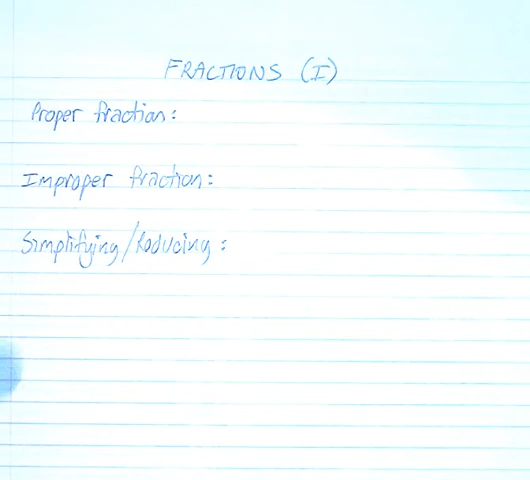 FRACTIONS (I)
Proper fraction:
Improper fraction:
Simplifying/Reducing: